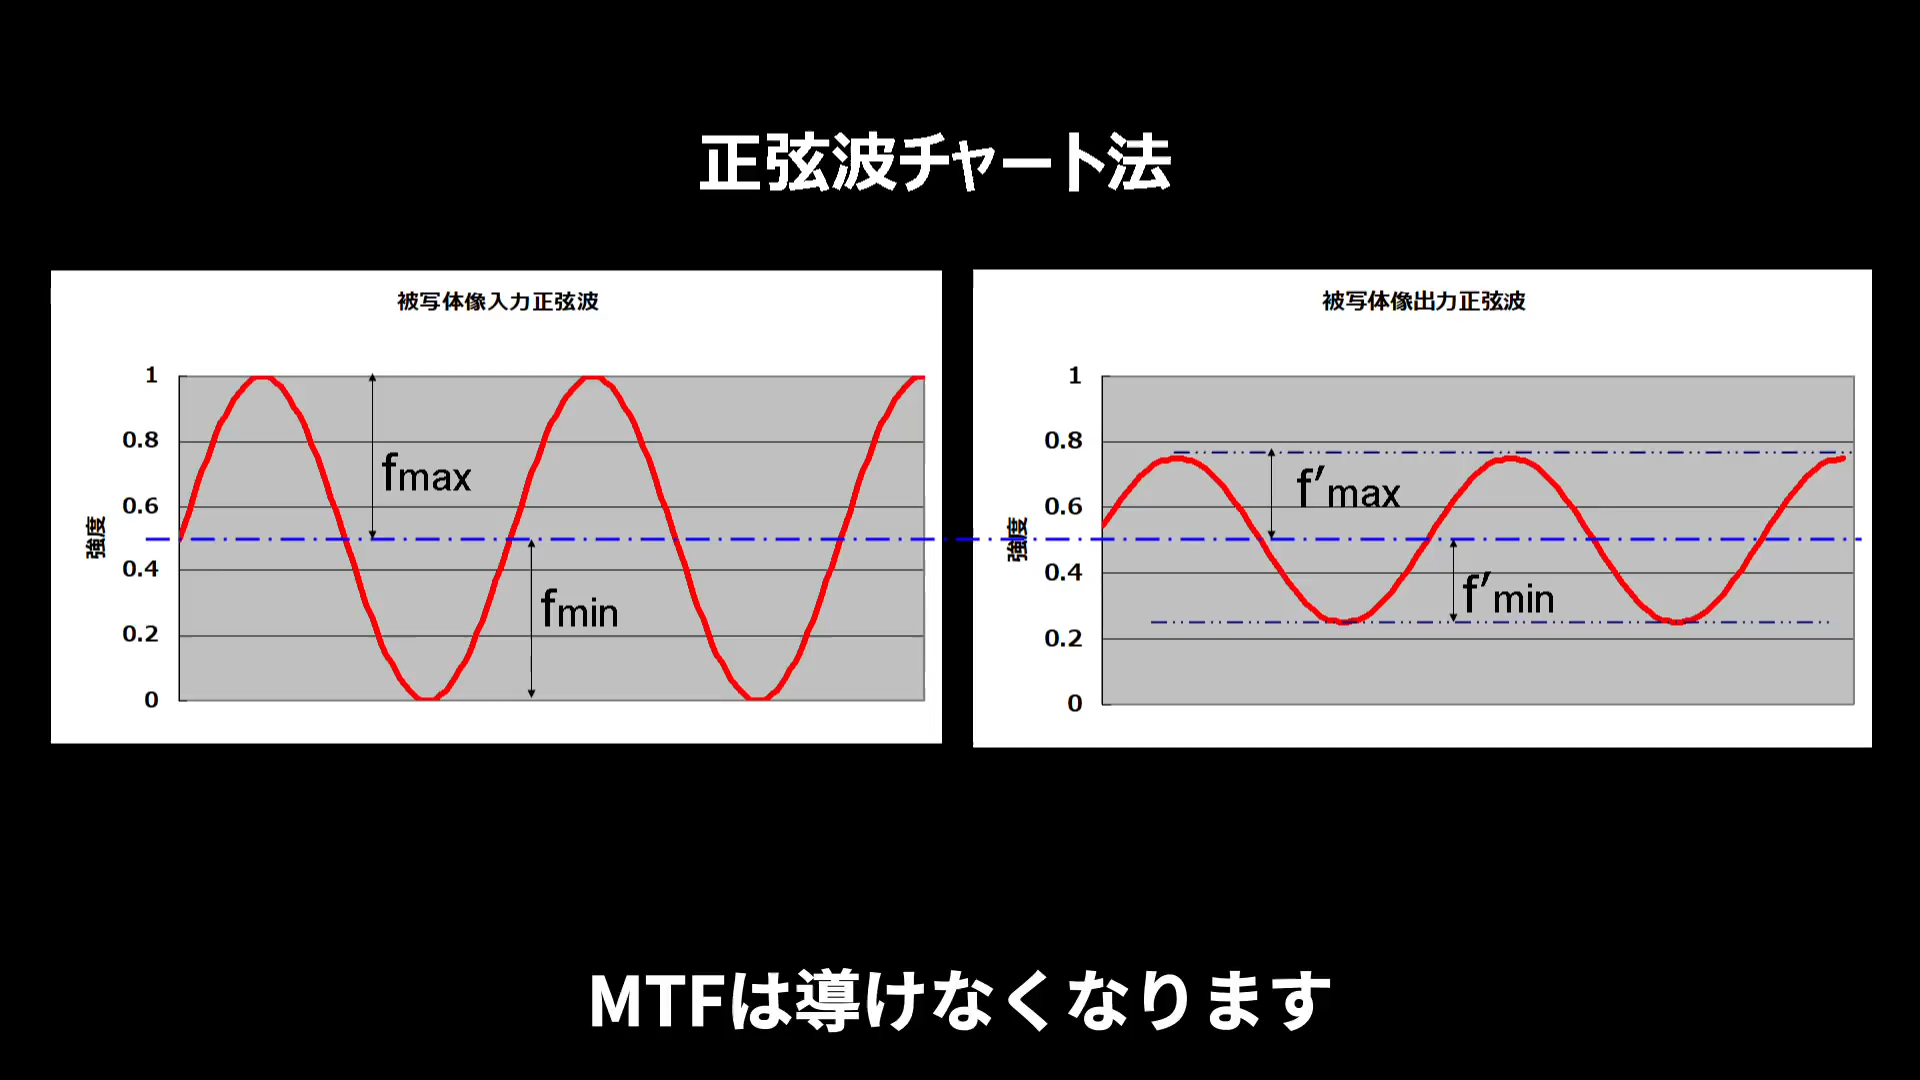 正弦波チャート法
被写体像入力正弦波
1
0.8
0.6
0.4
0.2
0
強度
fmax
fmin
被写体像出力正弦波
1
0.8
0.6
0.4
0.2
0
強度
f′max
f′min
MTFは導けなくなります